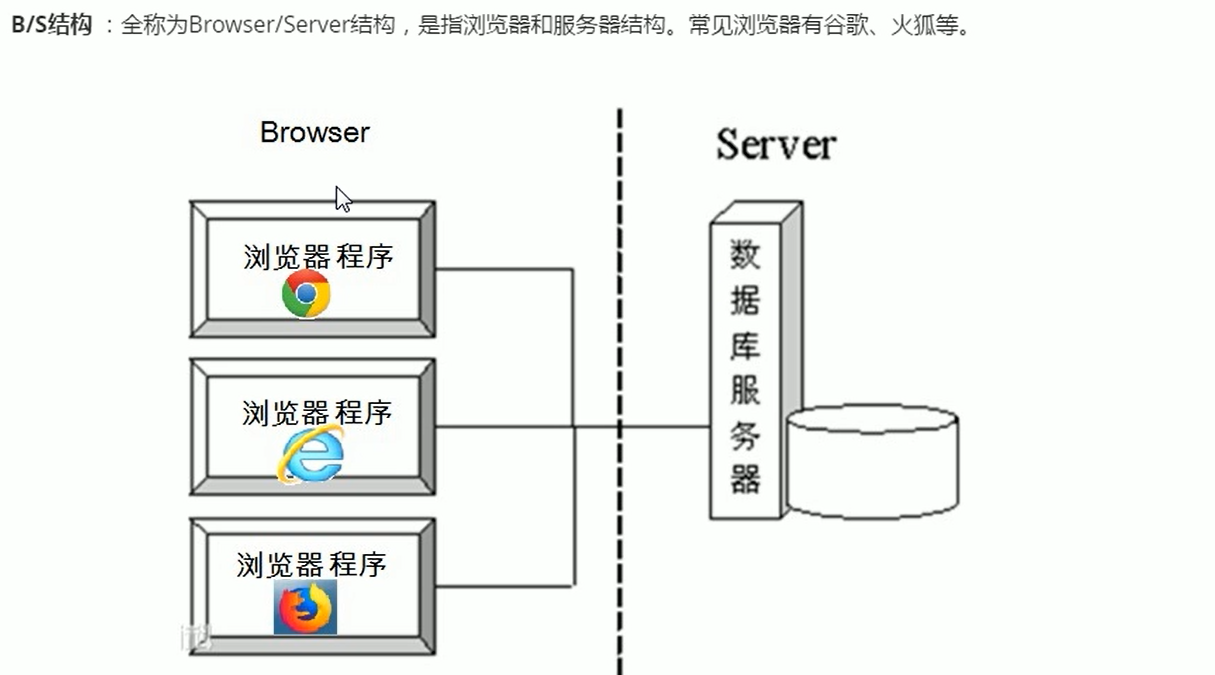 B/S结构 ：全称为Browser/Server结构，是指浏览器和服务器结构。常见浏览器有谷歌、火狐等。
Browser
Server
浏览器程序
浏览器程序
浏览器程序
数据库服务器